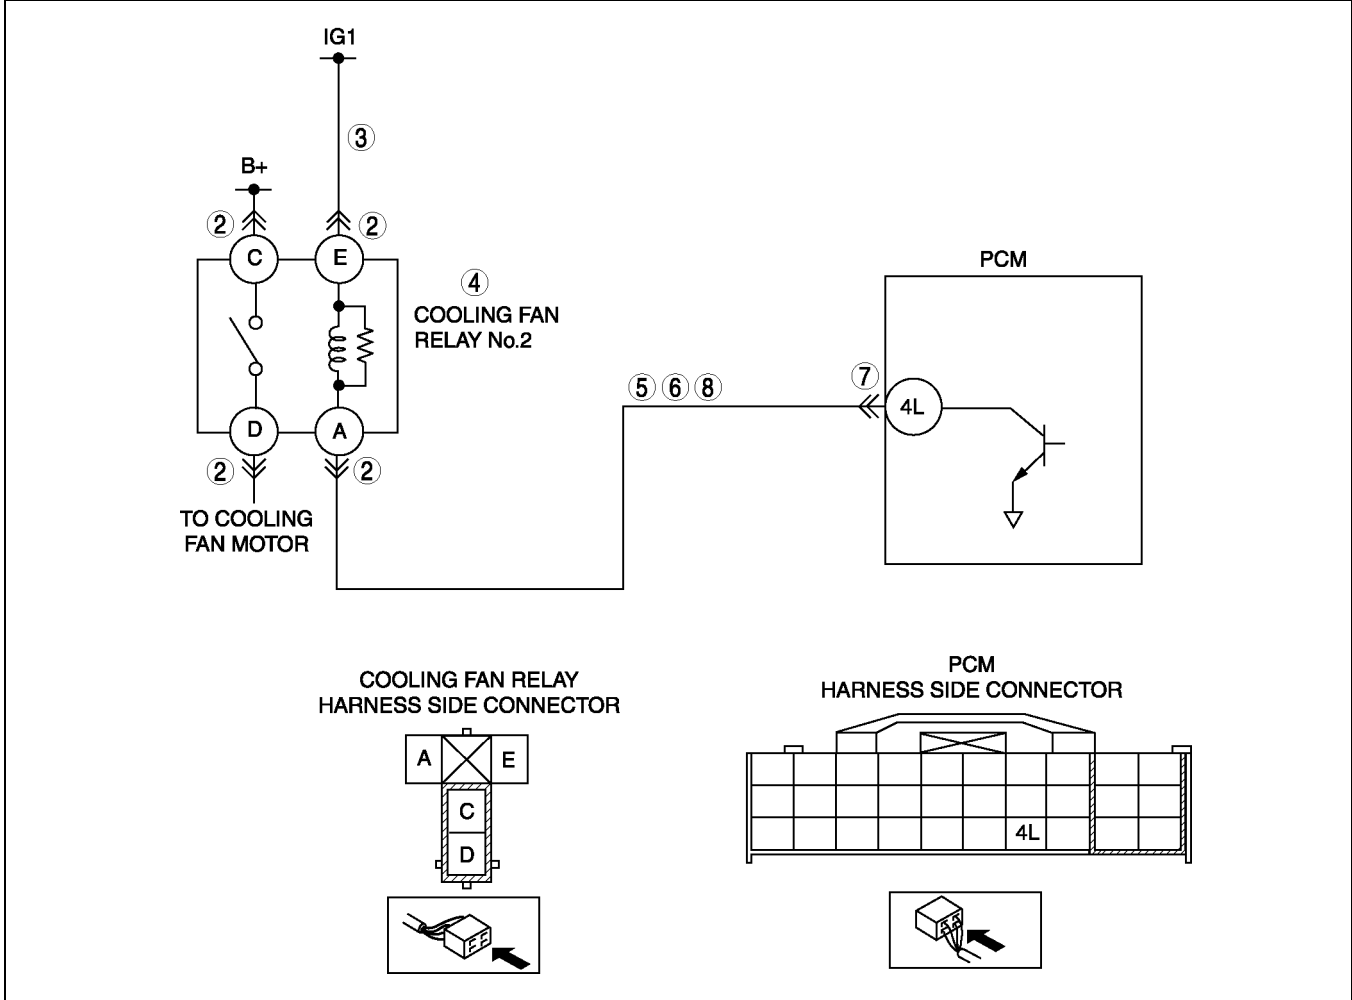 IG1
3
B+
2
2
C
E
PCM
4
COOLING FAN
RELAY No.2
5 6 8
7
4L
D
A
2
2
TO COOLING
FAN MOTOR
COOLING FAN RELAY
HARNESS SIDE CONNECTOR
A
E
C
D
PCM
HARNESS SIDE CONNECTOR
4L